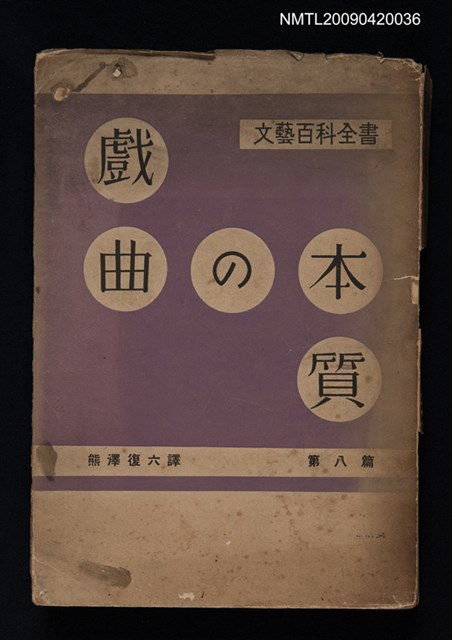 NMTL20090420036
文藝百科全書
戲
曲の本
質
熊澤復六譯 第八篇